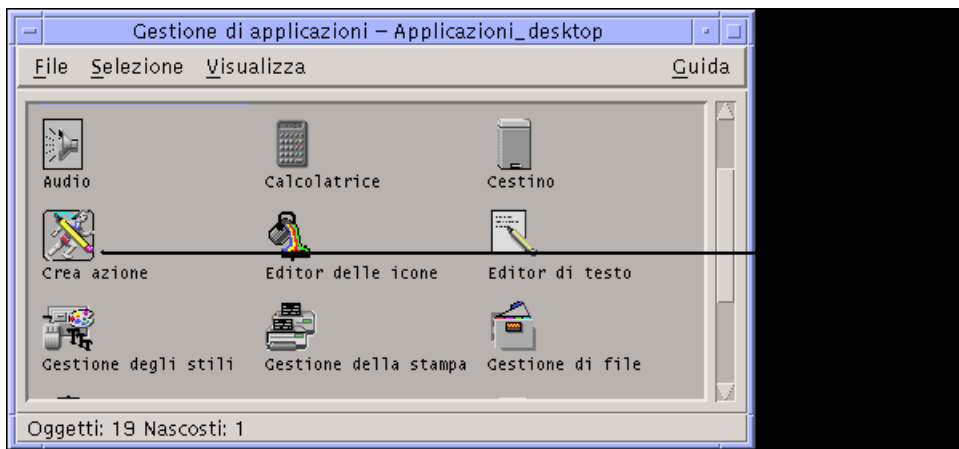 Gestione di applicazioni – Applicazioni_desktop
File Selezione Visualizza Guida
Audio Calcolatrice Cestino
Crea azione Editor delle icone Editor di testo
Gestione degli stili Gestione della stampa Gestione di file
Oggetti: 19 Nascosti: 1